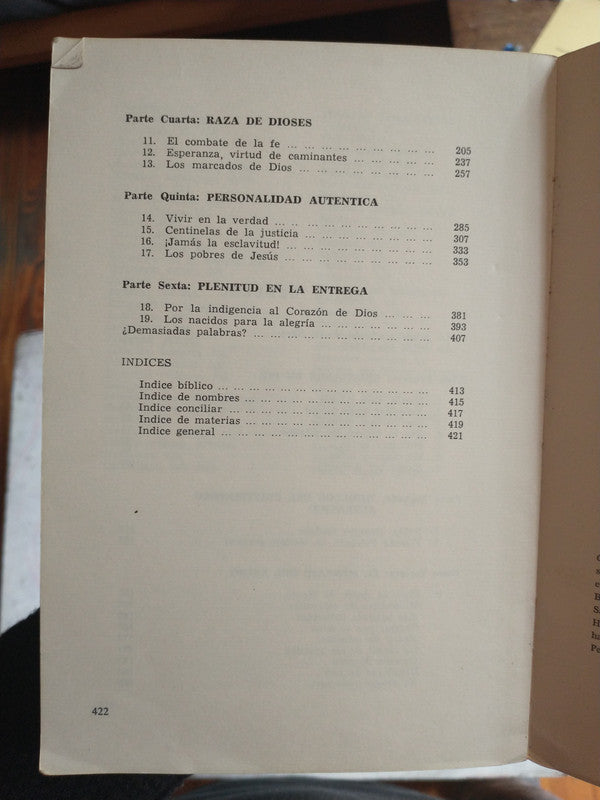 Parte Cuarta: RAZA DE DIOSES
11. El combate de la fe ... ... ... ... ... ... ... ... ... 205
12. Esperanza, virtud de caminantes ... ... ... ... ... 237
13. Los marcados de Dios ... ... ... ... ... ... ... ... 257
Parte Quinta: PERSONALIDAD AUTENTICA
14. Vivir en la verdad ... .. ... ... ... ... ... ... ... 285
15. Centinelas de la justicia ... ... ... ... ... ... ... 307
16. ¡Jamás la esclavitud! ... ... ... ... ... ... ... ... 333
17. Los pobres de Jesús ... ... ... ... ... ... ... ... 353
Parte Sexta: PLENITUD EN LA ENTREGA
18. Por la indigencia al Corazón de Dios ... ... ... 381
19. Los nacidos para la alegría ... ... ... ... ... ... 393
¿Demasiadas palabras? ... ... ... ... ... ... ... ... ... 407
INDICES
Indice bíblico ... ... ... ... ... ... ... ... ... ... ... 413
Indice de nombres ... ... ... ... ... ... ... ... ... ... 415
Indice conciliar ... ... ... ... ... ... ... ... ... ... ... 417
Indice de materias ... ... ... ... ... ... ... ... ... ... 419
Indice general ... ... ... ... ... ... ... ... ... ... ... 421
422